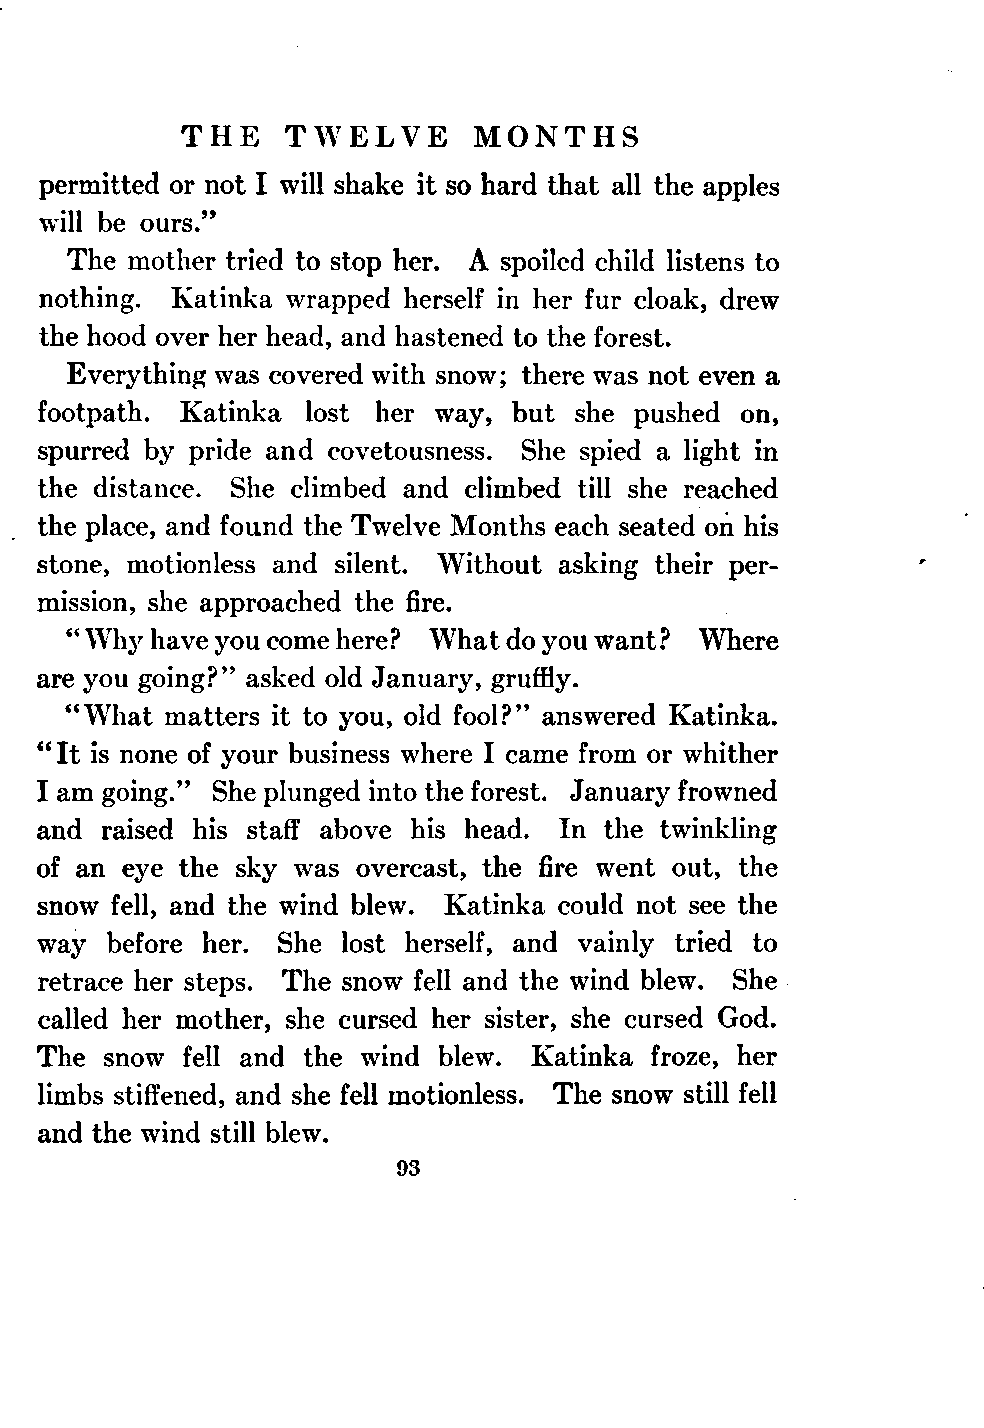 THE TWELVE MONTHS
permitted or not I will shake it so hard that all the apples
will be ours.”
The mother tried to stop her. A spoiled child listens to
nothing. Katinka wrapped herself in her fur cloak, drew
the hood over her head, and hastened to the forest.
Everything was covered with snow; there was not even a
footpath. Katinka lost her way, but she pushed on,
spurred by pride and covetousness. She spied a light in
the distance. She climbed and climbed till she reached
the place, and found the Twelve Months each seated on his
stone, motionless and silent. Without asking their per-
mission, she approached the fire.
“Why have you come here? What do you want? Where
are you going?” asked old January, gruffly.
“What matters it to you, old fool?” answered Katinka.
“It is none of your business where I came from or whither
I am going.” She plunged into the forest. January frowned
and raised his staff above his head. In the twinkling
of an eye the sky was overcast, the fire went out, the
snow fell, and the wind blew. Katinka could not see the
way before her. She lost herself, and vainly tried to
retrace her steps. The snow fell and the wind blew. She
called her mother, she cursed her sister, she cursed God.
The snow fell and the wind blew. Katinka froze, her
limbs stiffened, and she fell motionless. The snow still fell
and the wind still blew.
93